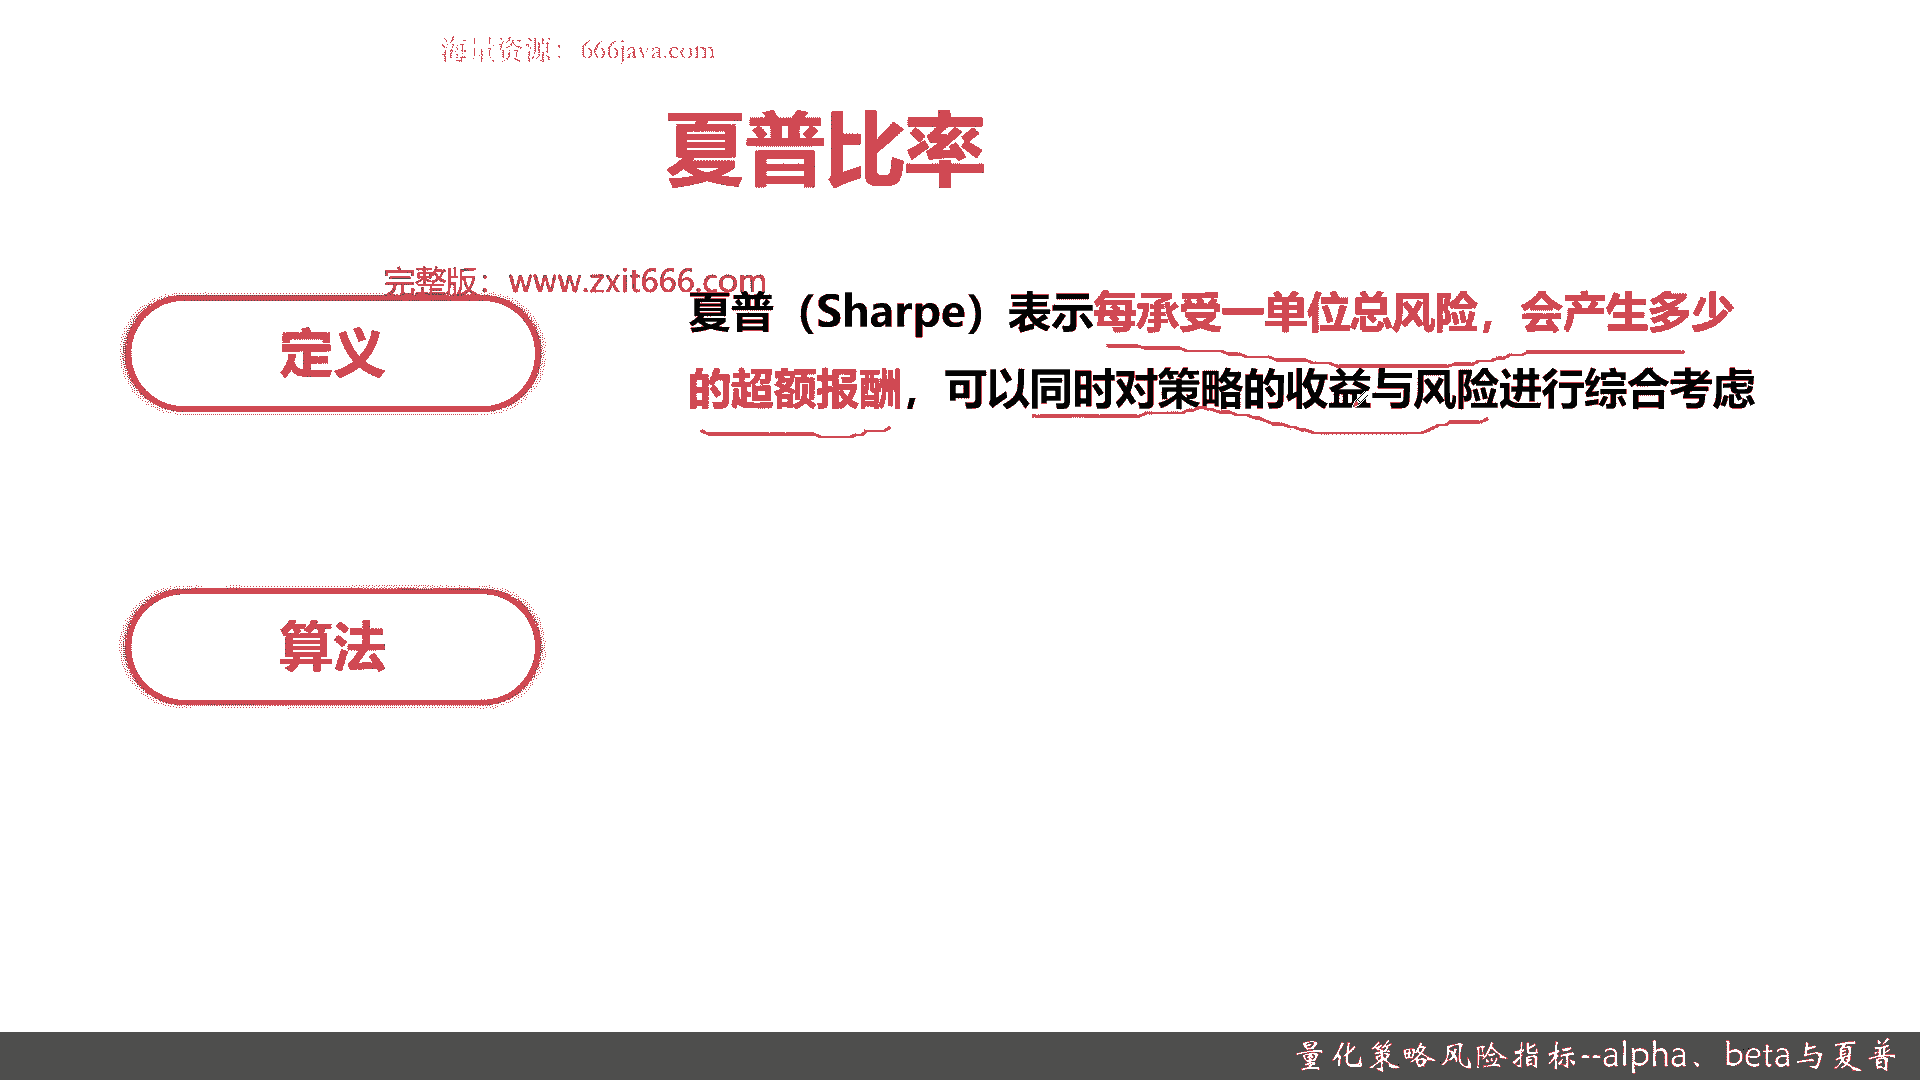 海量资源：666java.com
夏普比率
完整版：www.zxit666.com
定义
夏普（Sharpe）表示每承受一单位总风险，会产生多少
的超额报酬，可以同时对策略的收益与风险进行综合考虑
算法
量化策略风险指标--alpha、beta与夏普